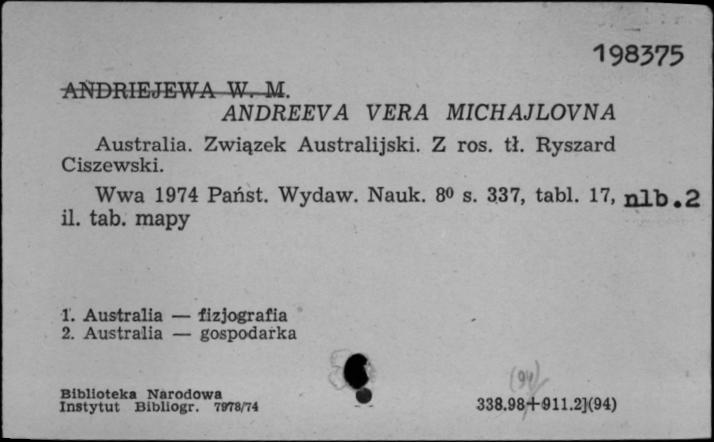 198375
ANDRIEJEWA W. M.
ANDREEVA VERA MICHAJLOVNA
Australia. Związek Australijski. Z ros. tł. Ryszard
Ciszewski.
Wwa 1974 Państ. Wydaw. Nauk. 8⁰ s. 337, tabl. 17, nlb.2
il. tab. mapy
1. Australia — fizjografia
2. Australia — gospodarka
(94)
Biblioteka Narodowa
Instytut Bibliogr. 7978/74
338.98+911.2](94)